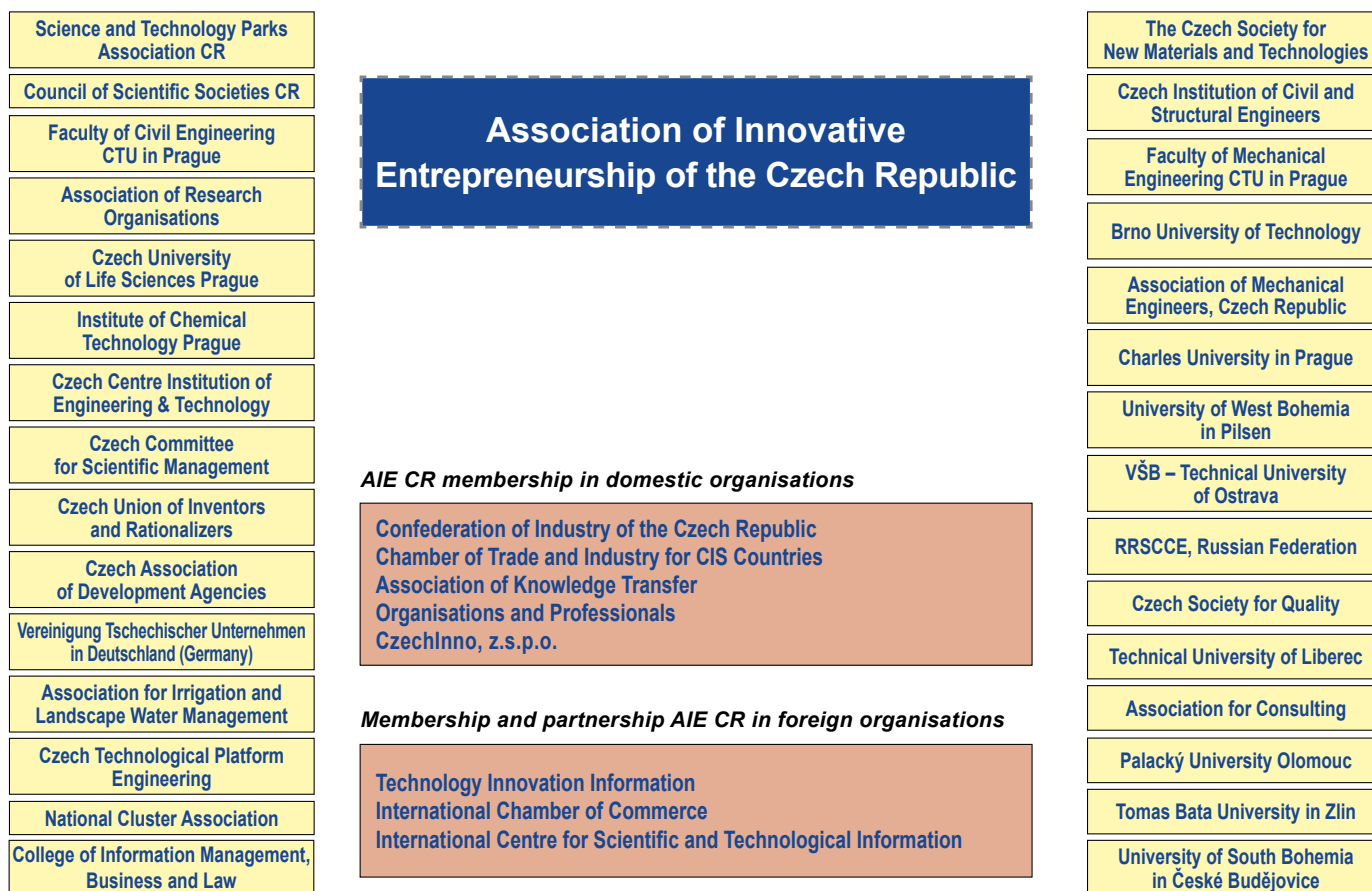 Science and Technology Parks
Association CR
Council of Scientific Societies CR
Faculty of Civil Engineering
CTU in Prague
Association of Research
Organisations
Czech University
of Life Sciences Prague
Institute of Chemical
Technology Prague
Czech Centre Institution of
Engineering & Technology
Czech Committee
for Scientific Management
Czech Union of Inventors
and Rationalizers
Czech Association
of Development Agencies
Vereinigung Tschechischer Unternehmen
in Deutschland (Germany)
Association for Irrigation and
Landscape Water Management
Czech Technological Platform
Engineering
National Cluster Association
College of Information Management,
Business and Law
Association of Innovative
Entrepreneurship of the Czech Republic
AIE CR membership in domestic organisations
Confederation of Industry of the Czech Republic
Chamber of Trade and Industry for CIS Countries
Association of Knowledge Transfer
Organisations and Professionals
CzechInno, z.s.p.o.
Membership and partnership AIE CR in foreign organisations
Technology Innovation Information
International Chamber of Commerce
International Centre for Scientific and Technological Information
The Czech Society for
New Materials and Technologies
Czech Institution of Civil and
Structural Engineers
Faculty of Mechanical
Engineering CTU in Prague
Brno University of Technology
Association of Mechanical
Engineers, Czech Republic
Charles University in Prague
University of West Bohemia
in Pilsen
VŠB – Technical University
of Ostrava
RRSCCE, Russian Federation
Czech Society for Quality
Technical University of Liberec
Association for Consulting
Palacký University Olomouc
Tomas Bata University in Zlin
University of South Bohemia
in České Budějovice